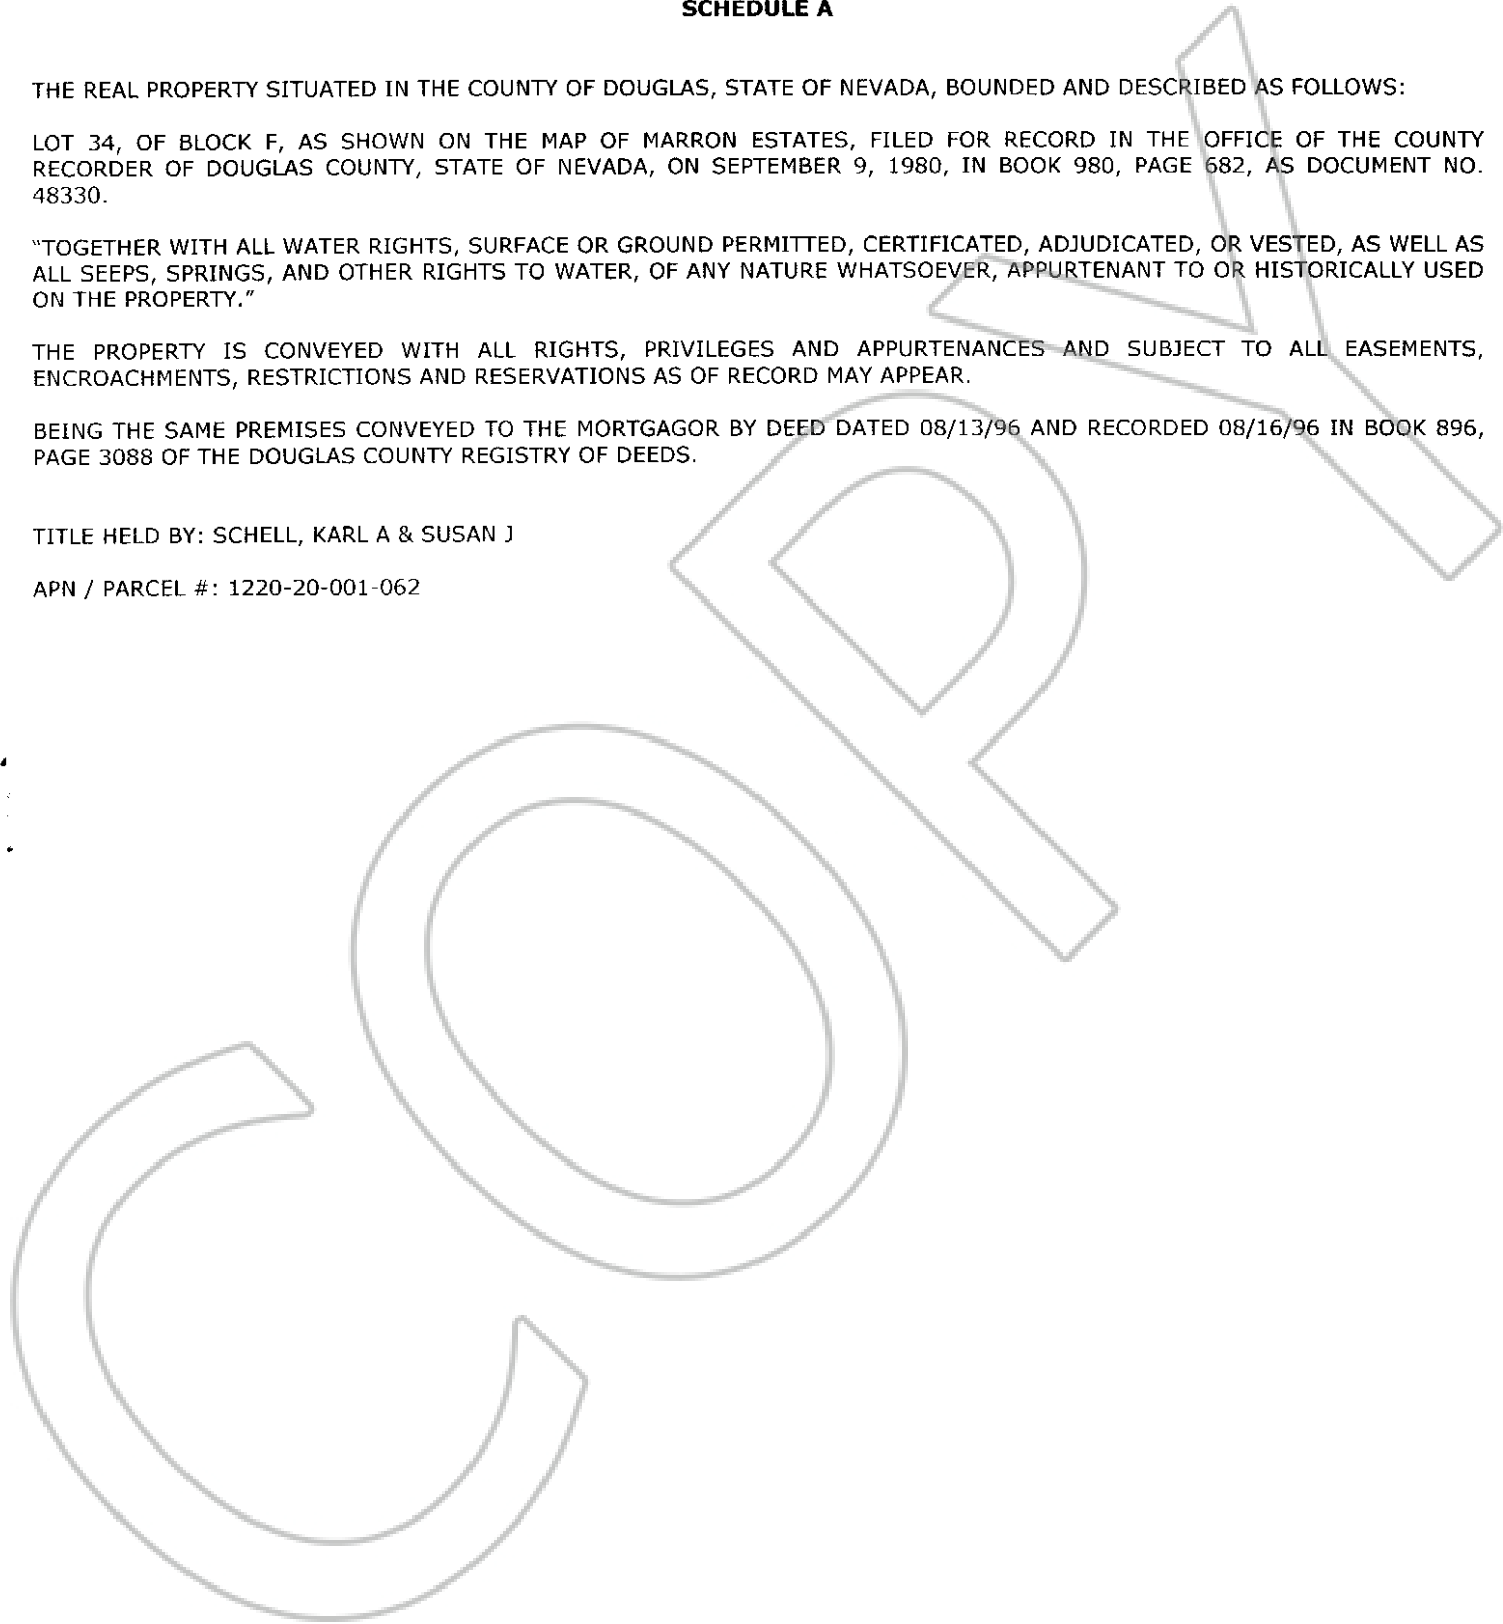 SCHEDULE A
THE REAL PROPERTY SITUATED IN THE COUNTY OF DOUGLAS, STATE OF NEVADA, BOUNDED AND DESCRIBED AS FOLLOWS:
LOT 34, OF BLOCK F, AS SHOWN ON THE MAP OF MARRON ESTATES, FILED FOR RECORD IN THE OFFICE OF THE COUNTY
RECORDER OF DOUGLAS COUNTY, STATE OF NEVADA, ON SEPTEMBER 9, 1980, IN BOOK 980, PAGE 682, AS DOCUMENT NO.
48330.
"TOGETHER WITH ALL WATER RIGHTS, SURFACE OR GROUND PERMITTED, CERTIFICATED, ADJUDICATED, OR VESTED, AS WELL AS
ALL SEEPS, SPRINGS, AND OTHER RIGHTS TO WATER, OF ANY NATURE WHATSOEVER, APPURTENANT TO OR HISTORICALLY USED
ON THE PROPERTY."
THE PROPERTY IS CONVEYED WITH ALL RIGHTS, PRIVILEGES AND APPURTENANCES AND SUBJECT TO ALL EASEMENTS,
ENCROACHMENTS, RESTRICTIONS AND RESERVATIONS AS OF RECORD MAY APPEAR.
BEING THE SAME PREMISES CONVEYED TO THE MORTGAGOR BY DEED DATED 08/13/96 AND RECORDED 08/16/96 IN BOOK 896,
PAGE 3088 OF THE DOUGLAS COUNTY REGISTRY OF DEEDS.
TITLE HELD BY: SCHELL, KARL A & SUSAN J
APN / PARCEL #: 1220-20-001-062
COPY